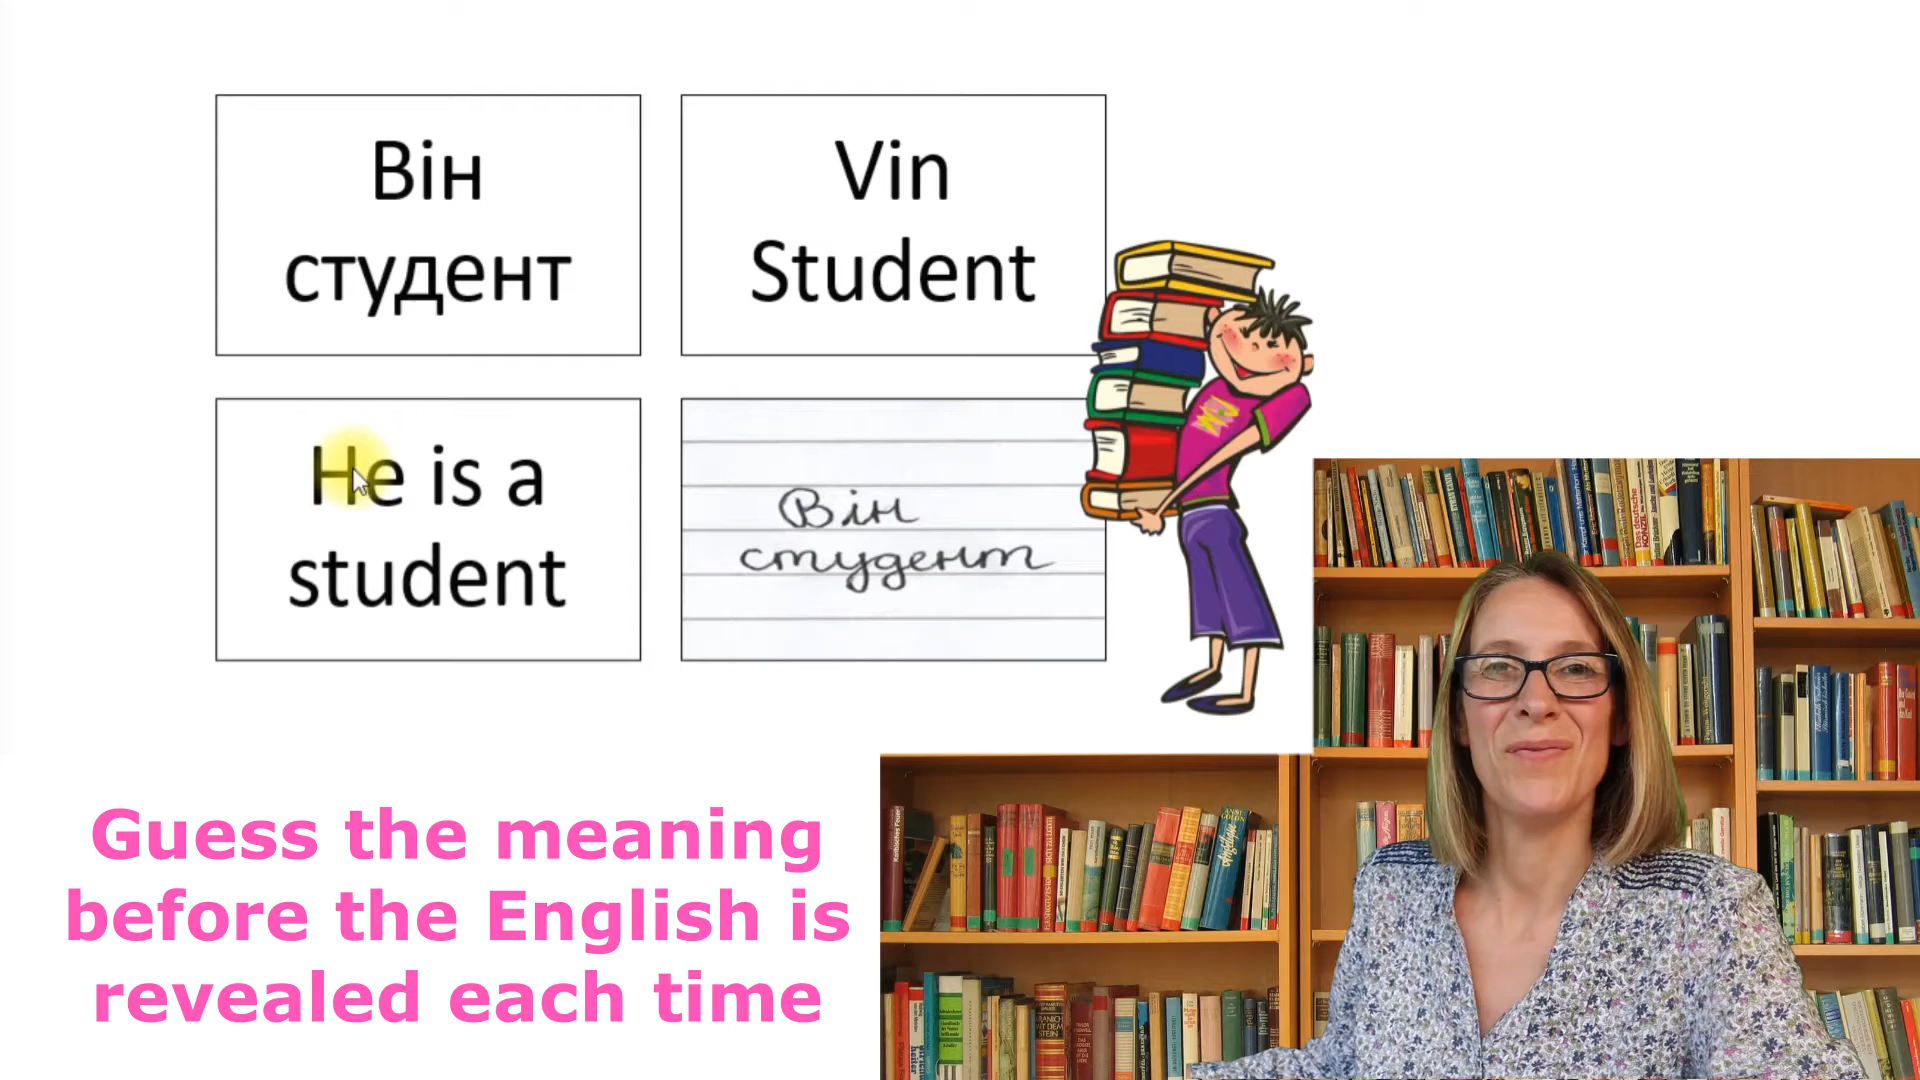 Він
студент
Vin
Student
He is a
student
Він
студент
Guess the meaning
before the English is
revealed each time